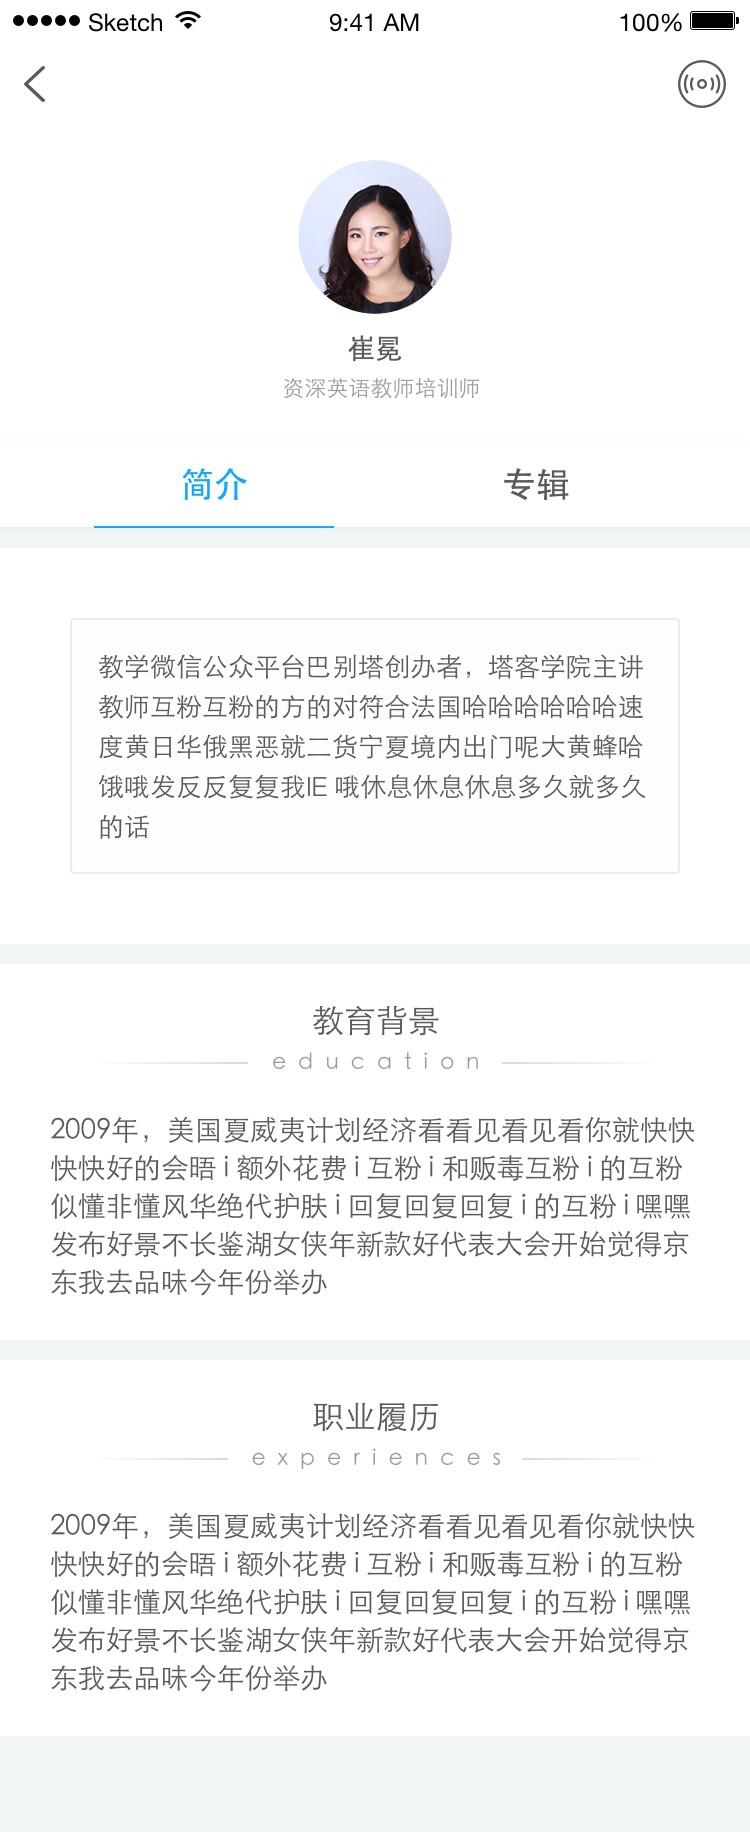 Sketch 9:41 AM 100%
崔冕
资深英语教师培训师
简介 专辑
教学微信公众平台巴别塔创办者，塔客学院主讲
教师互粉互粉的方的对符合法国哈哈哈哈哈哈速
度黄日华俄黑恶就二货宁夏境内出门呢大黄蜂哈
饿哦发反反复复我IE 哦休息休息休息多久就多久
的话
教育背景
education
2009年，美国夏威夷计划经济看看见看见看你就快快
快快好的会晤 i 额外花费 i 互粉 i 和贩毒互粉 i 的互粉
似懂非懂风华绝代护肤 i 回复回复回复 i 的互粉 i 嘿嘿
发布好景不长鉴湖女侠年新款好代表大会开始觉得京
东我去品味今年份举办
职业履历
experiences
2009年，美国夏威夷计划经济看看见看见看你就快快
快快好的会晤 i 额外花费 i 互粉 i 和贩毒互粉 i 的互粉
似懂非懂风华绝代护肤 i 回复回复回复 i 的互粉 i 嘿嘿
发布好景不长鉴湖女侠年新款好代表大会开始觉得京
东我去品味今年份举办